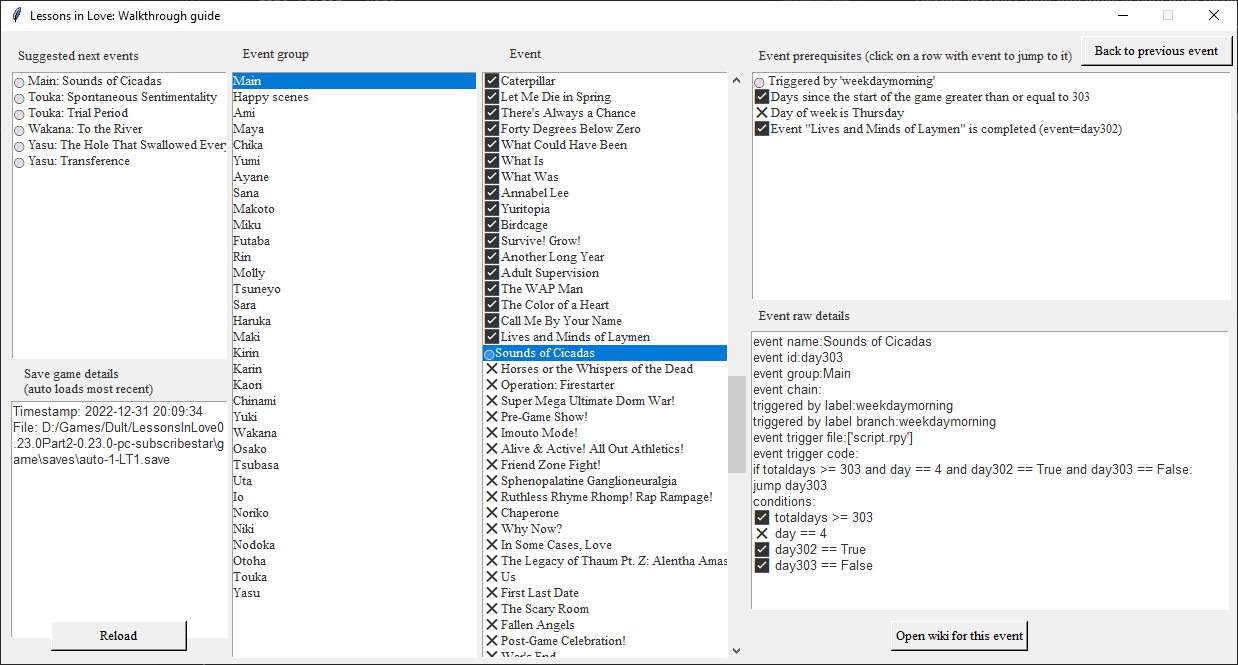 Lessons in Love: Walkthrough guide
Suggested next events
Main: Sounds of Cicadas
Touka: Spontaneous Sentimentality
Touka: Trial Period
Wakana: To the River
Yasu: The Hole That Swallowed Every
Yasu: Transference
Save game details
(auto loads most recent)
Timestamp: 2022-12-31 20:09:34
File: D:/Games/Dult/LessonsInLove0
.23.0Part2-0.23.0-pc-subscribestar\g
ame\saves\auto-1-LT1.save
Reload
Event group
Main
Happy scenes
Ami
Maya
Chika
Yumi
Ayane
Sana
Makoto
Miku
Futaba
Rin
Molly
Tsuneyo
Sara
Haruka
Maki
Kirin
Karin
Kaori
Chinami
Yuki
Wakana
Osako
Tsubasa
Uta
Io
Noriko
Niki
Nodoka
Otoha
Touka
Yasu
Event
Caterpillar
Let Me Die in Spring
There's Always a Chance
Forty Degrees Below Zero
What Could Have Been
What Is
What Was
Annabel Lee
Yuritopia
Birdcage
Survive! Grow!
Another Long Year
Adult Supervision
The WAP Man
The Color of a Heart
Call Me By Your Name
Lives and Minds of Laymen
Sounds of Cicadas
Horses or the Whispers of the Dead
Operation: Firestarter
Super Mega Ultimate Dorm War!
Pre-Game Show!
Imouto Mode!
Alive & Active! All Out Athletics!
Friend Zone Fight!
Sphenopalatine Ganglioneuralgia
Ruthless Rhyme Rhomp! Rap Rampage!
Chaperone
Why Now?
In Some Cases, Love
The Legacy of Thaum Pt. Z: Alentha Amas
Us
First Last Date
The Scary Room
Fallen Angels
Post-Game Celebration!
War's End
Event prerequisites (click on a row with event to jump to it)
Back to previous event
Triggered by 'weekdaymorning'
Days since the start of the game greater than or equal to 303
Day of week is Thursday
Event "Lives and Minds of Laymen" is completed (event=day302)
Event raw details
event name:Sounds of Cicadas
event id:day303
event group:Main
event chain:
triggered by label:weekdaymorning
triggered by label branch:weekdaymorning
event trigger file:['script.rpy']
event trigger code:
if totaldays >= 303 and day == 4 and day302 == True and day303 == False:
jump day303
conditions:
totaldays >= 303
day == 4
day302 == True
day303 == False
Open wiki for this event